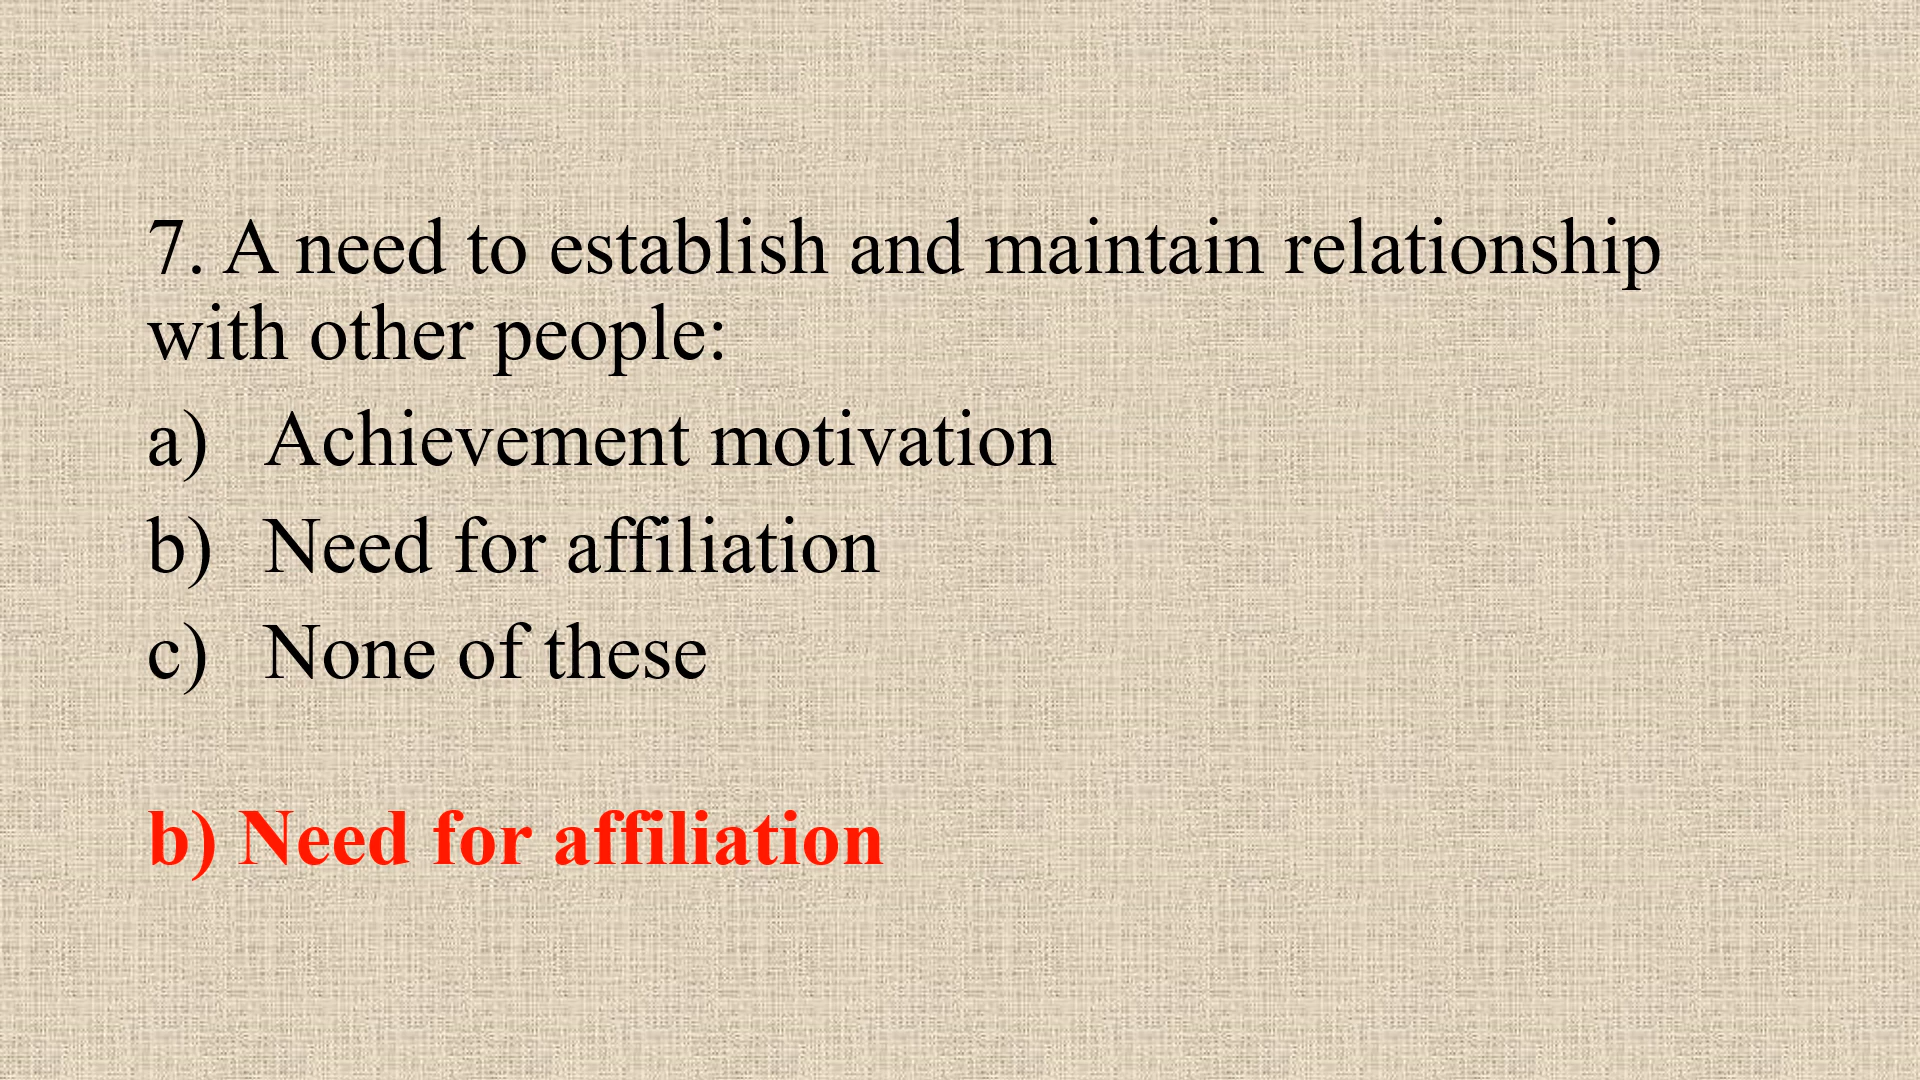 7. A need to establish and maintain relationship
with other people:
a) Achievement motivation
b) Need for affiliation
c) None of these
b) Need for affiliation